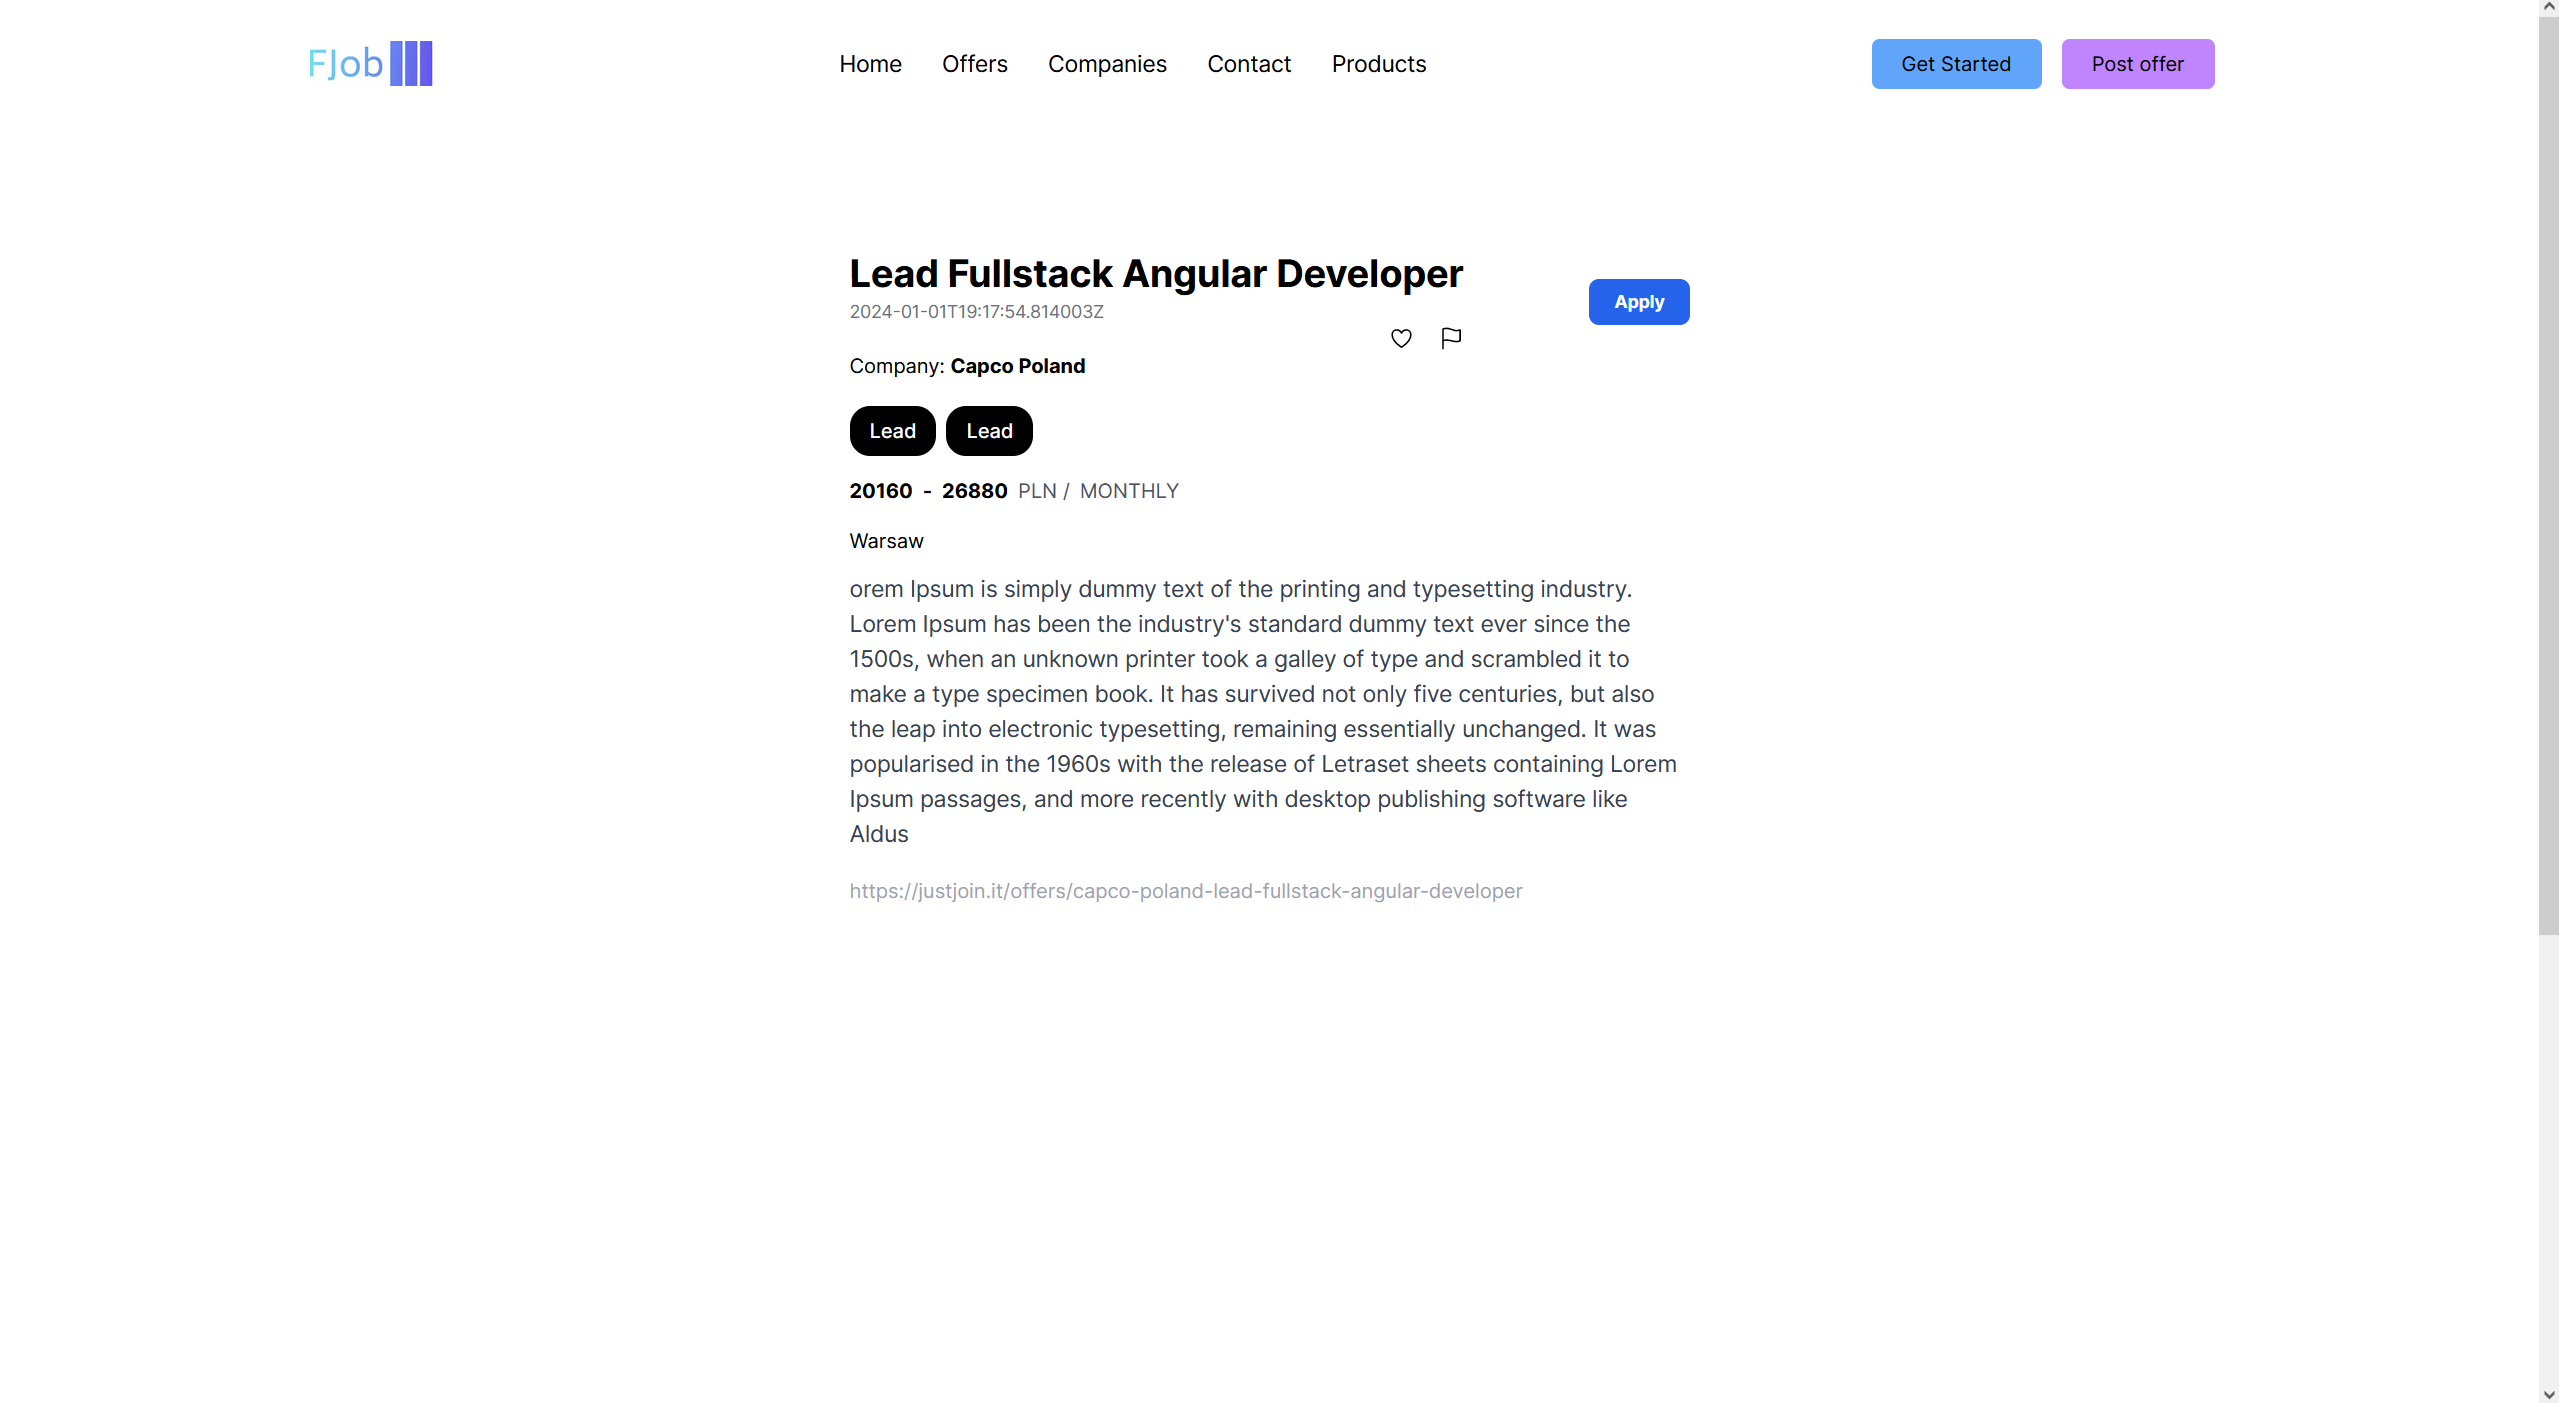 FJob
Home Offers Companies Contact Products
Get Started Post offer
Lead Fullstack Angular Developer
2024-01-01T19:17:54.814003Z
Apply
Company: Capco Poland
Lead Lead
20160 - 26880 PLN / MONTHLY
Warsaw
orem Ipsum is simply dummy text of the printing and typesetting industry.
Lorem Ipsum has been the industry's standard dummy text ever since the
1500s, when an unknown printer took a galley of type and scrambled it to
make a type specimen book. It has survived not only five centuries, but also
the leap into electronic typesetting, remaining essentially unchanged. It was
popularised in the 1960s with the release of Letraset sheets containing Lorem
Ipsum passages, and more recently with desktop publishing software like
Aldus
https://justjoin.it/offers/capco-poland-lead-fullstack-angular-developer